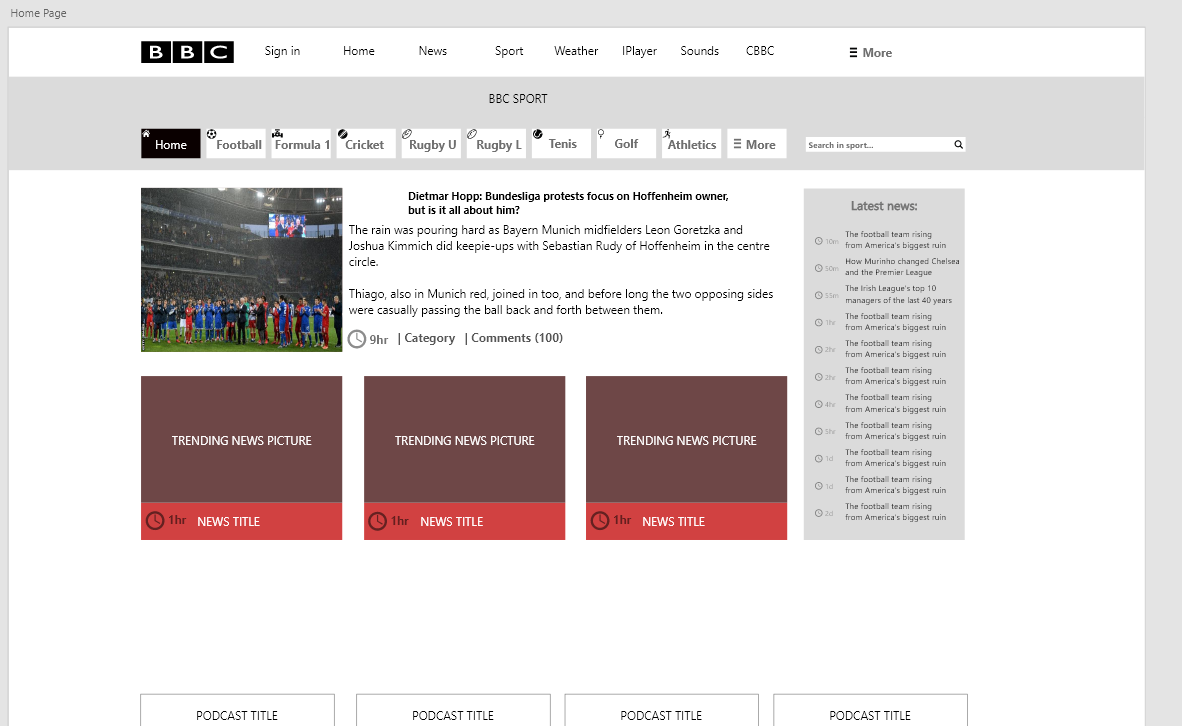 Home Page
BBC
Sign in
Home
News
Sport
Weather
IPlayer
Sounds
CBBC
More
BBC SPORT
Home
Football
Formula 1
Cricket
Rugby U
Rugby L
Tenis
Golf
Athletics
More
Search in sport...
Dietmar Hopp: Bundesliga protests focus on Hoffenheim owner,
but is it all about him?
The rain was pouring hard as Bayern Munich midfielders Leon Goretzka and
Joshua Kimmich did keepie-ups with Sebastian Rudy of Hoffenheim in the centre
circle.
Thiago, also in Munich red, joined in too, and before long the two opposing sides
were casually passing the ball back and forth between them.
9hr | Category | Comments (100)
TRENDING NEWS PICTURE
1hr NEWS TITLE
TRENDING NEWS PICTURE
1hr NEWS TITLE
TRENDING NEWS PICTURE
1hr NEWS TITLE
Latest news:
10m The football team rising
from America's biggest ruin
50m How Murinho changed Chelsea
and the Premier League
53m The Irish League's top 10
managers of the last 40 years
1hr The football team rising
from America's biggest ruin
2hr The football team rising
from America's biggest ruin
2hr The football team rising
from America's biggest ruin
4hr The football team rising
from America's biggest ruin
5hr The football team rising
from America's biggest ruin
1d The football team rising
from America's biggest ruin
1d The football team rising
from America's biggest ruin
2d The football team rising
from America's biggest ruin
PODCAST TITLE
PODCAST TITLE
PODCAST TITLE
PODCAST TITLE